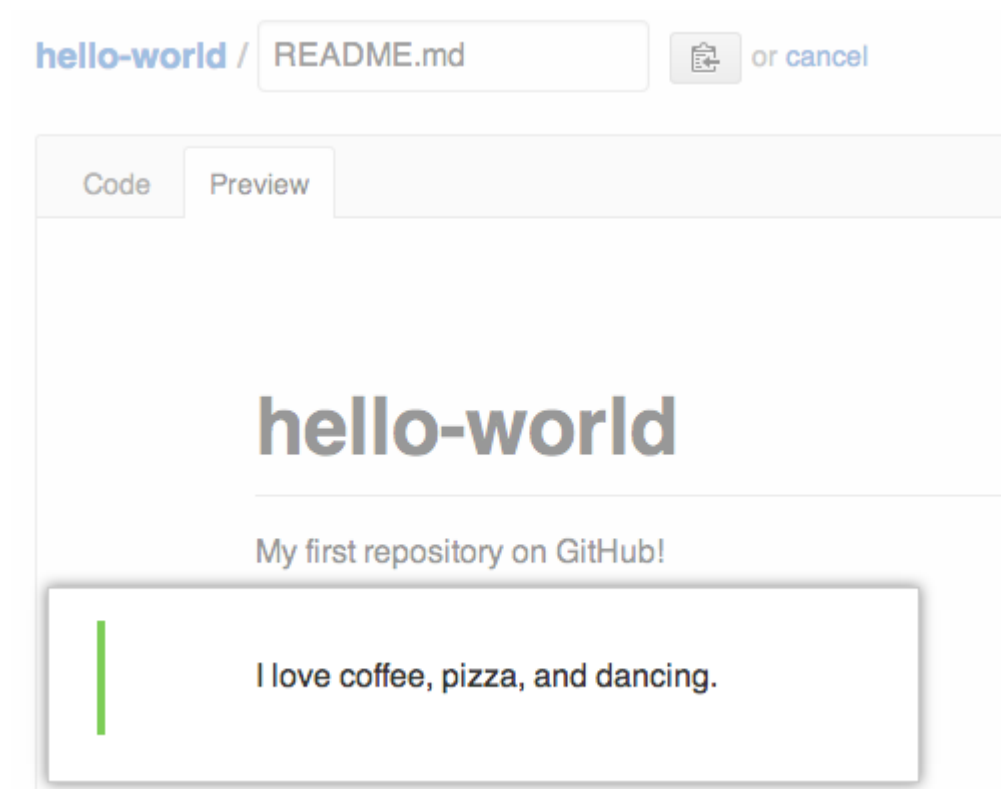 hello-world / README.md or cancel
Code Preview
hello-world
My first repository on GitHub!
I love coffee, pizza, and dancing.